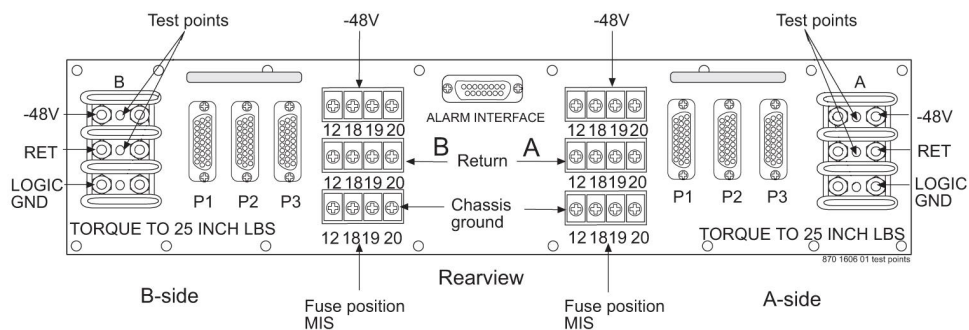 Test points
-48V
-48V
Test points
B
A
-48V
RET
LOGIC
GND
P1 P2 P3
12 18 19 20
12 18 19 20
12 18 19 20
ALARM INTERFACE
B Return A
Chassis
ground
12 18 19 20
12 18 19 20
12 18 19 20
P1 P2 P3
-48V
RET
LOGIC
GND
TORQUE TO 25 INCH LBS
TORQUE TO 25 INCH LBS
870 1606 01 test points
Rearview
B-side
A-side
Fuse position
MIS
Fuse position
MIS